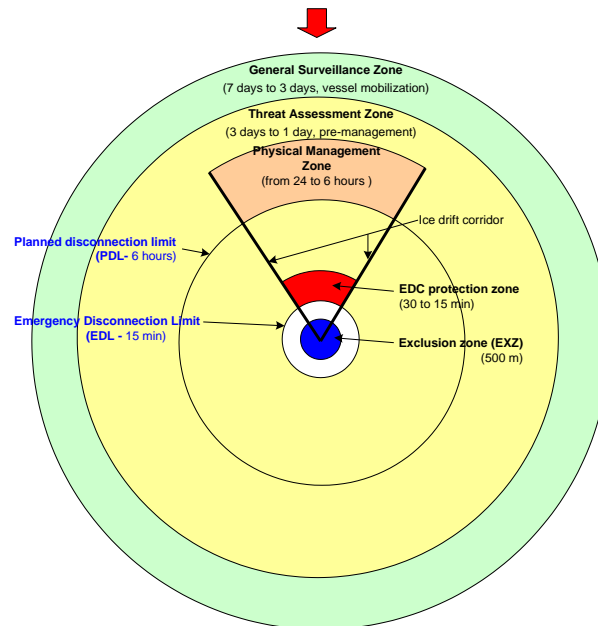 General Surveillance Zone
(7 days to 3 days, vessel mobilization)
Threat Assessment Zone
(3 days to 1 day, pre-management)
Physical Management
Zone
(from 24 to 6 hours )
Ice drift corridor
Planned disconnection limit
(PDL- 6 hours)
EDC protection zone
(30 to 15 min)
Emergency Disconnection Limit
(EDL - 15 min)
Exclusion zone (EXZ)
(500 m)